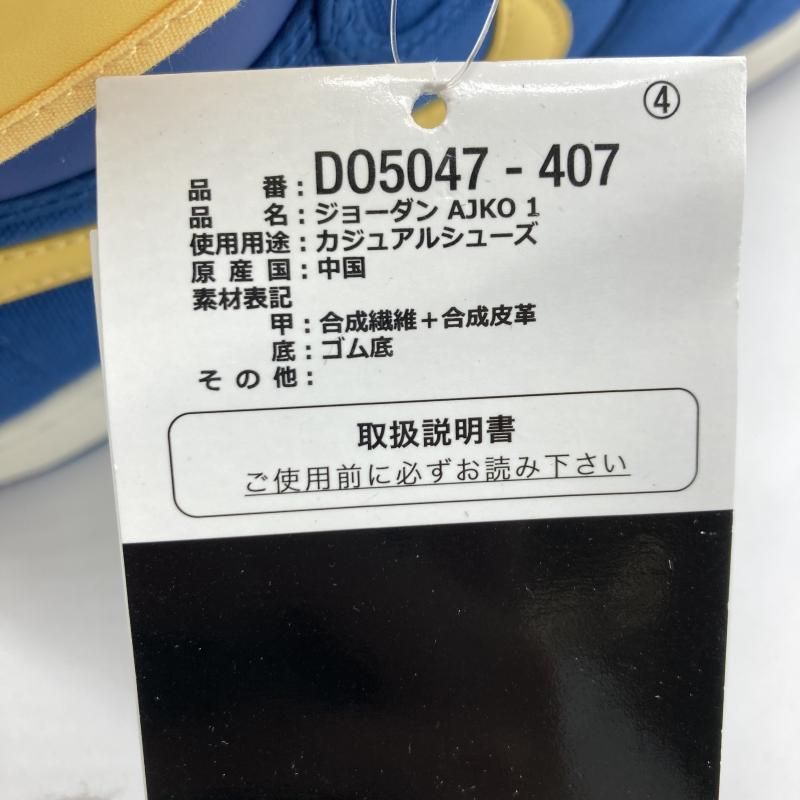 ④
品番：DO5047 - 407
品名：ジョーダン AJKO 1
使用用途：カジュアルシューズ
原産国：中国
素材表記
甲：合成繊維＋合成皮革
底：ゴム底
その他：
取扱説明書
ご使用前に必ずお読み下さい